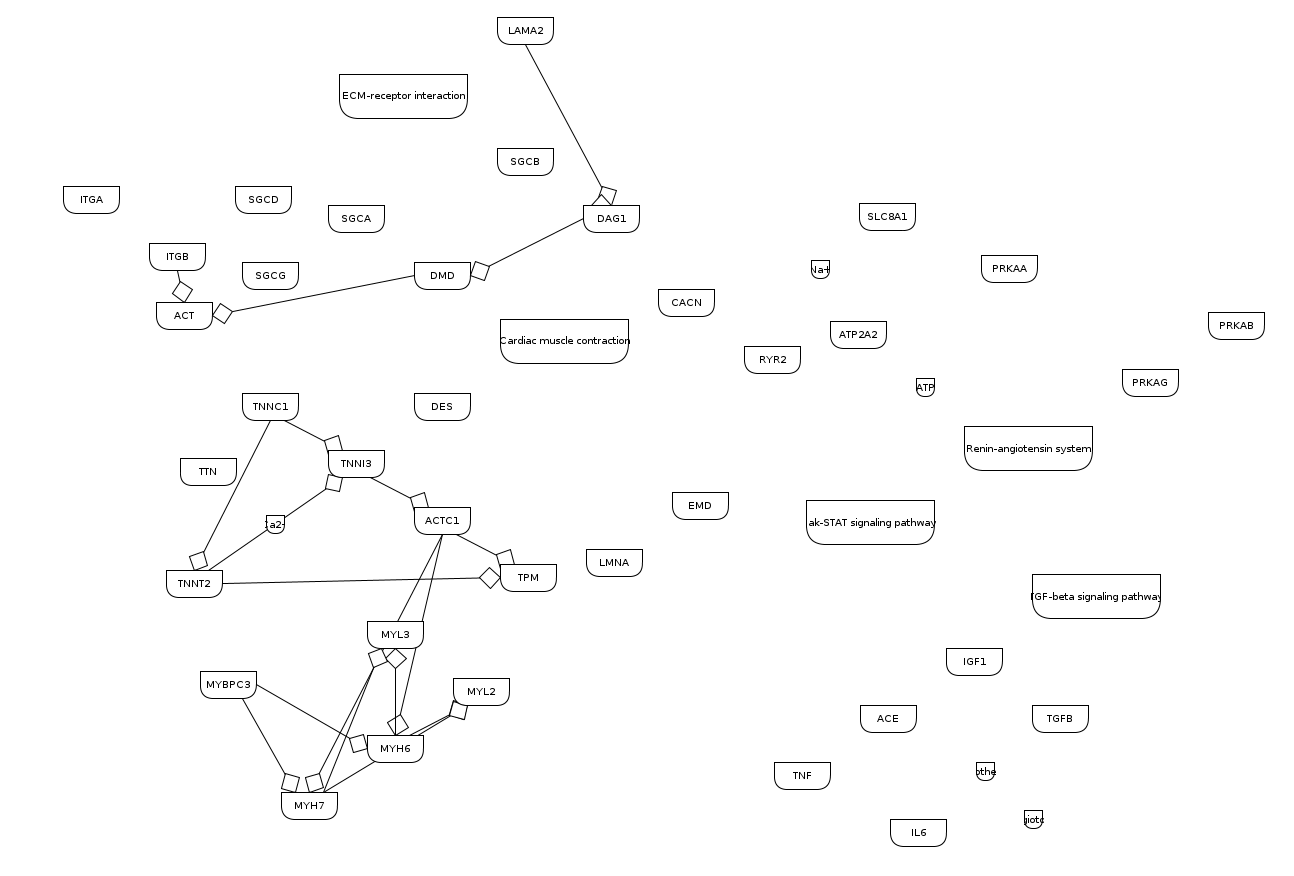 LAMA2
ECM-receptor interaction
SGCB
ITGA
SGCD
SGCA
DAG1
SLC8A1
ITGB
SGCG
DMD
Na+
PRKAA
CACN
ACT
PRKAB
Cardiac muscle contraction
ATP2A2
RYR2
PRKAG
ATP
TNNC1
DES
Renin-angiotensin system
TNNI3
TTN
EMD
ACTC1
ak-STAT signaling pathway
Ca2+
LMNA
TNNT2
TPM
TGF-beta signaling pathway
MYL3
IGF1
MYBPC3
MYL2
ACE
TGFB
MYH6
othe
TNF
MYH7
giot
IL6